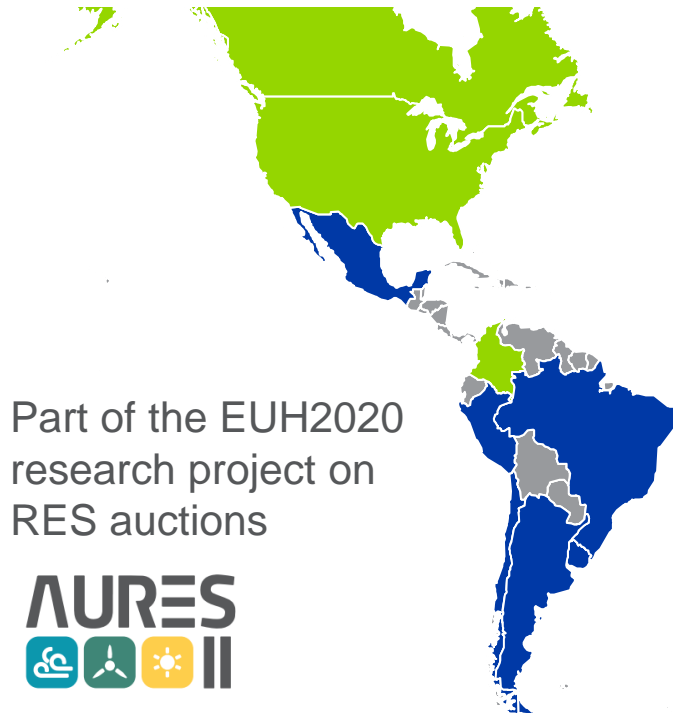 Part of the EUH2020
research project on
RES auctions
AURES
II